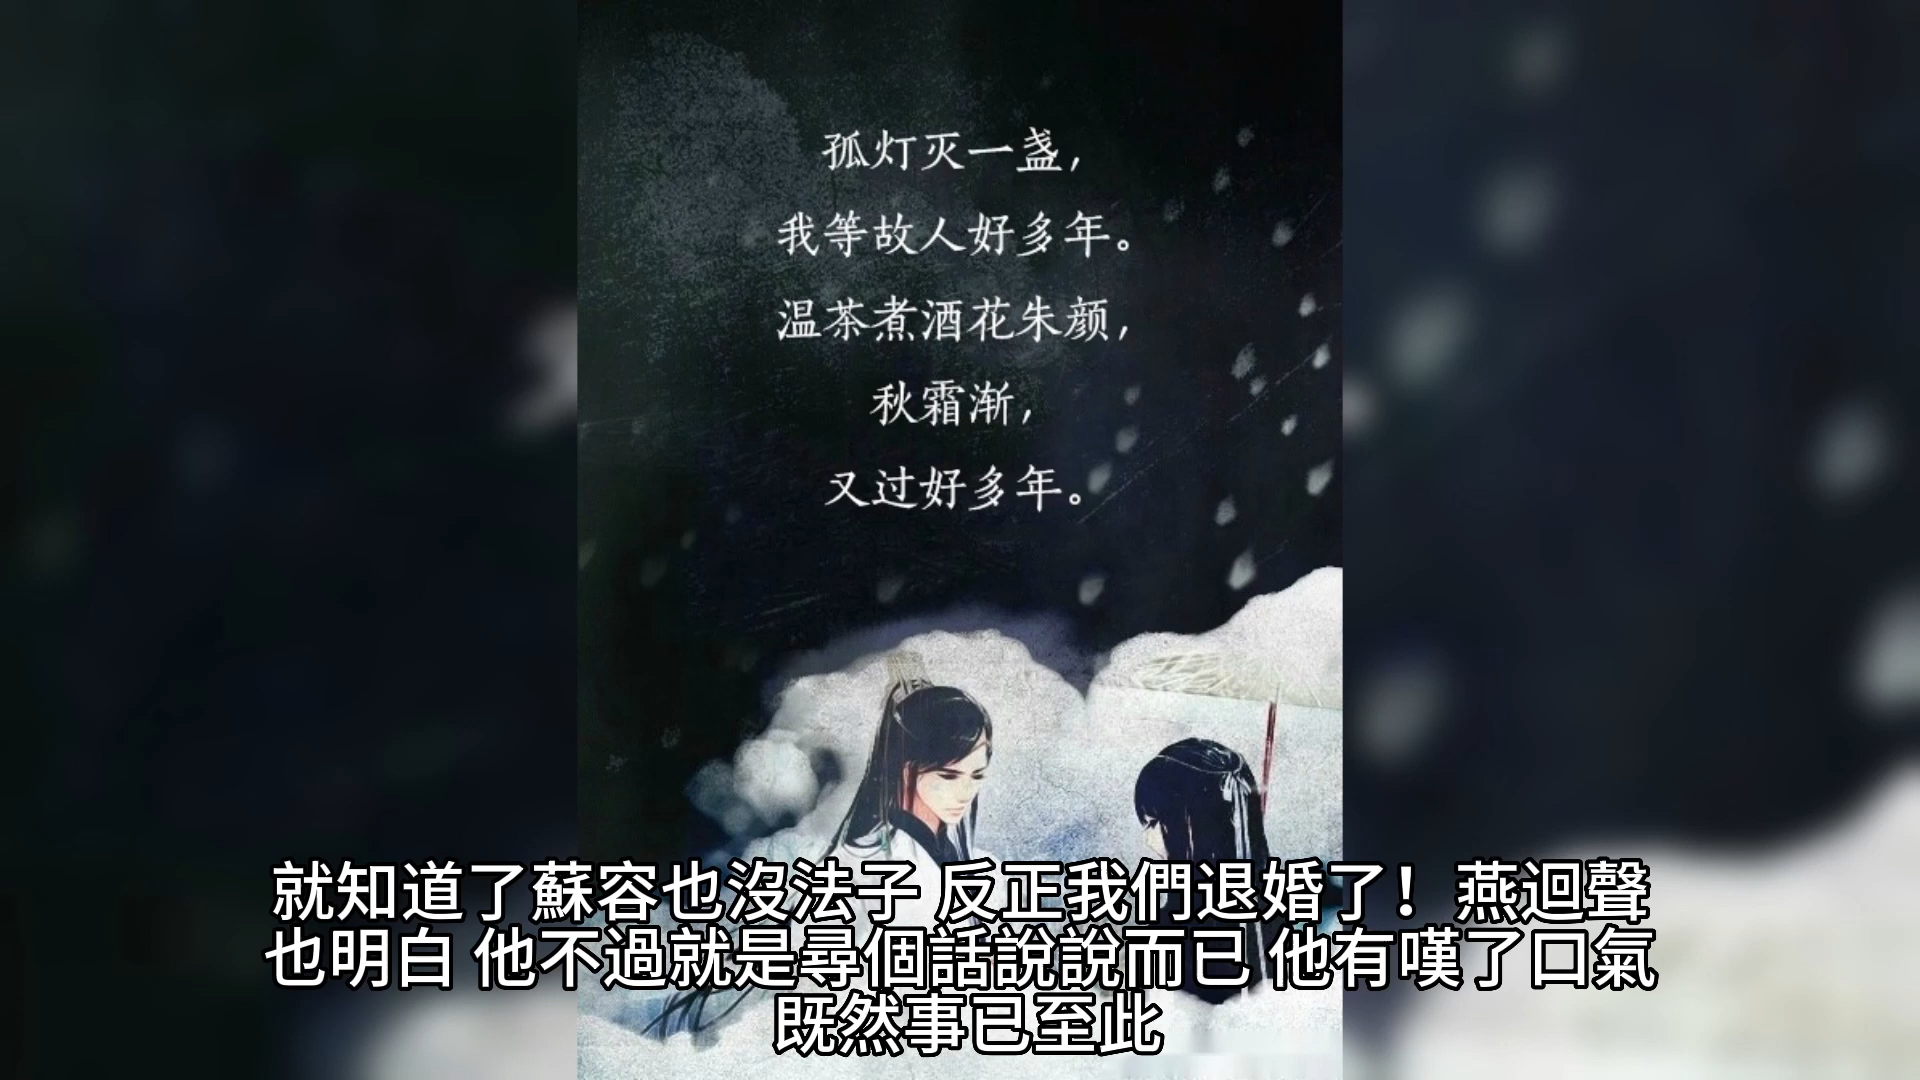 孤灯灭一盏，
我等故人好多年。
温茶煮酒花朱颜，
秋霜渐，
又过好多年。
就知道了蘇容也沒法子 反正我們退婚了！燕迴聲
也明白 他不過就是尋個話說說而已 他有嘆了口氣
既然事已至此